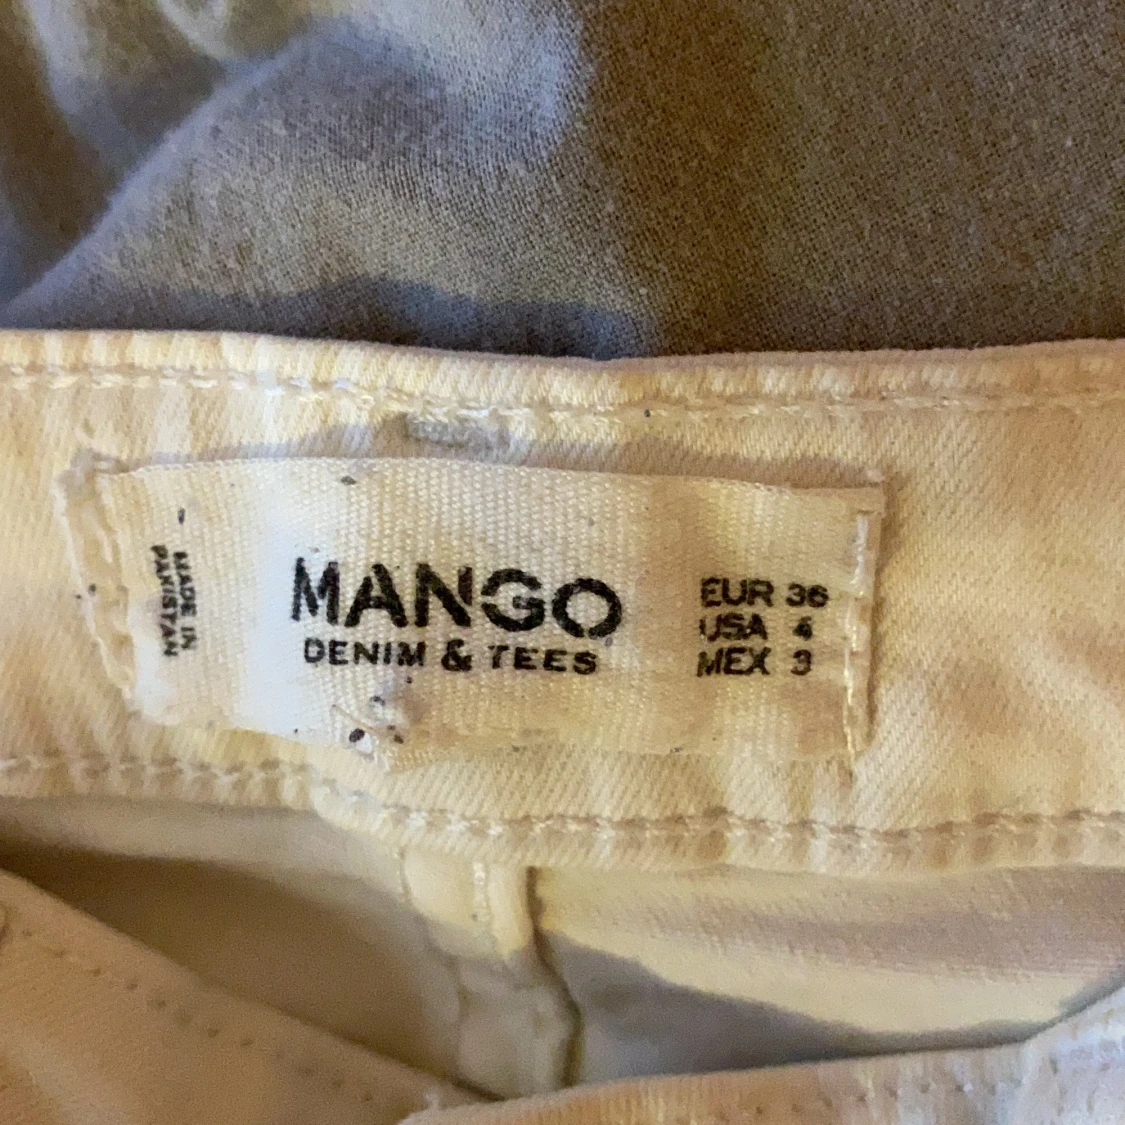 MADE IN
PAKISTAN
MANGO
DENIM & TEES
EUR 36
USA 4
MEX 3